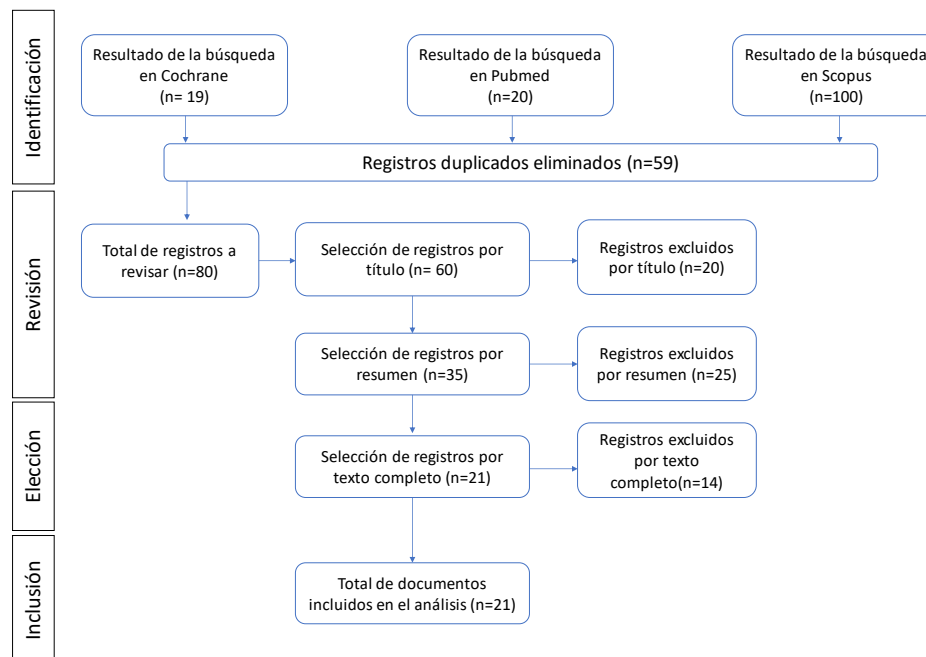 Identificación
Resultado de la búsqueda
en Cochrane
(n= 19)
Resultado de la búsqueda
en Pubmed
(n=20)
Resultado de la búsqueda
en Scopus
(n=100)
Registros duplicados eliminados (n=59)
Revisión
Total de registros a
revisar (n=80)
Selección de registros por
título (n= 60)
Registros excluidos
por título (n=20)
Selección de registros por
resumen (n=35)
Registros excluidos
por resumen (n=25)
Elección
Selección de registros por
texto completo (n=21)
Registros excluidos
por texto
completo(n=14)
Inclusión
Total de documentos
incluidos en el análisis (n=21)